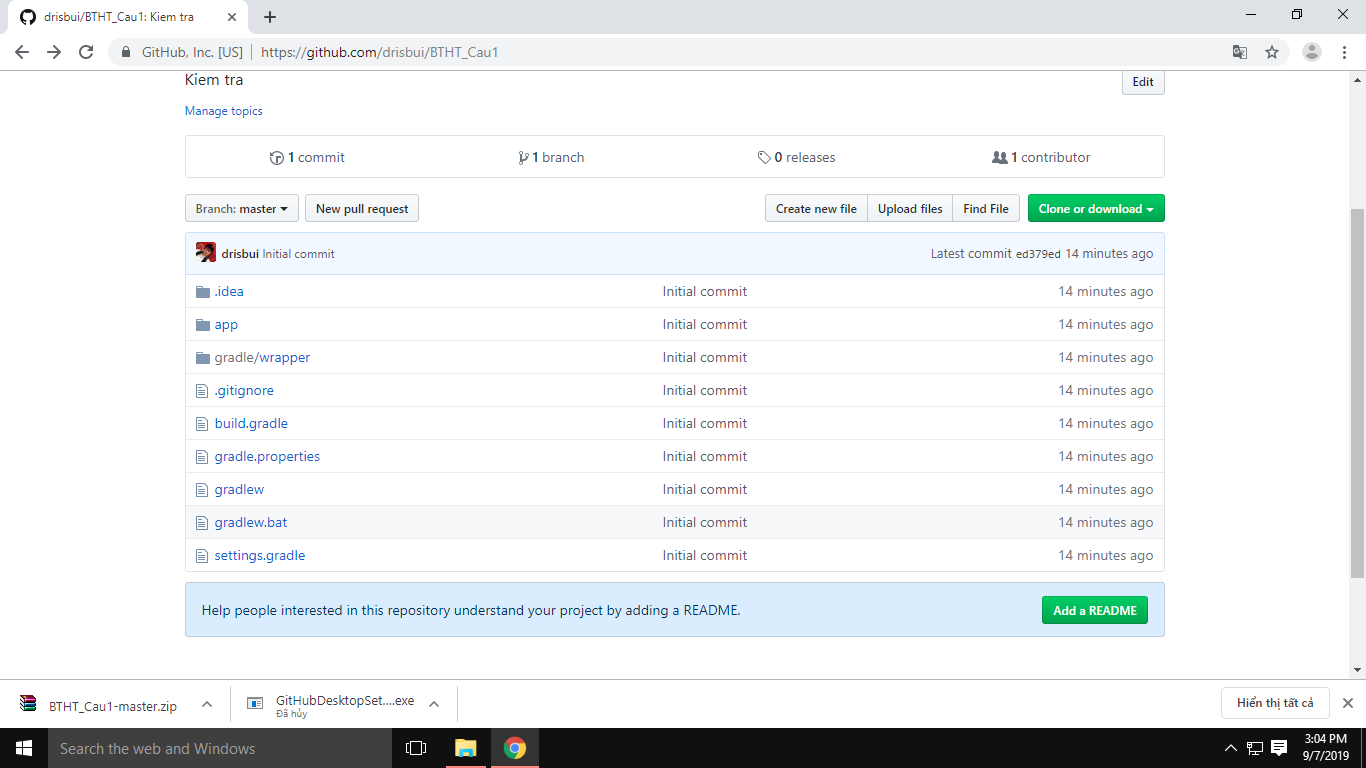 drisbui/BTHT_Cau1: Kiem tra
GitHub, Inc. [US] https://github.com/drisbui/BTHT_Cau1
Kiem tra Edit
Manage topics
1 commit 1 branch 0 releases 1 contributor
Branch: master New pull request Create new file Upload files Find File Clone or download
drisbui Initial commit Latest commit ed379ed 14 minutes ago
.idea Initial commit 14 minutes ago
app Initial commit 14 minutes ago
gradle/wrapper Initial commit 14 minutes ago
.gitignore Initial commit 14 minutes ago
build.gradle Initial commit 14 minutes ago
gradle.properties Initial commit 14 minutes ago
gradlew Initial commit 14 minutes ago
gradlew.bat Initial commit 14 minutes ago
settings.gradle Initial commit 14 minutes ago
Help people interested in this repository understand your project by adding a README. Add a README
BTHT_Cau1-master.zip GitHubDesktopSet....exe Hiển thị tất cả
Đã hủy
Search the web and Windows 3:04 PM
9/7/2019